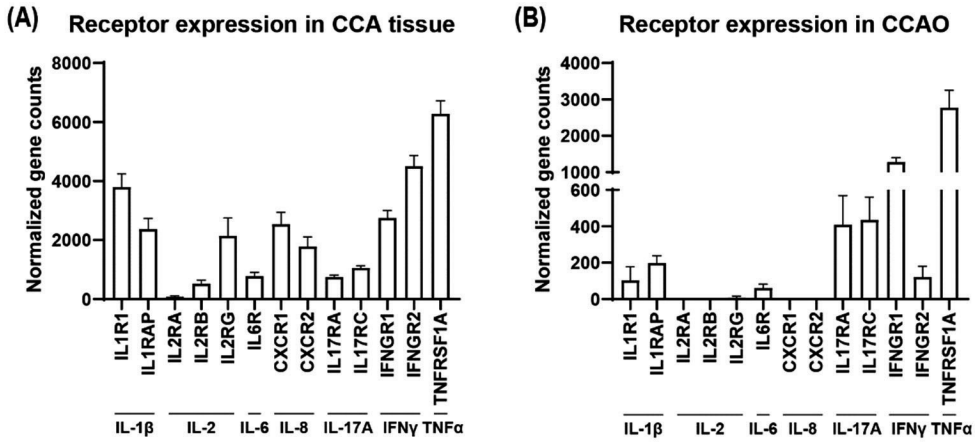 (A) Receptor expression in CCA tissue
Normalized gene counts
8000
6000
4000
2000
0
IL1R1
IL1RAP
IL2RA
IL2RB
IL2RG
IL6R
CXCR1
CXCR2
IL17RA
IL17RC
IFNGR1
IFNGR2
TNFRSF1A
IL-1β IL-2 IL-6 IL-8 IL-17A IFNγ TNFα
(B) Receptor expression in CCAO
Normalized gene counts
4000
3000
2000
1000
600
400
200
0
IL1R1
IL1RAP
IL2RA
IL2RB
IL2RG
IL6R
CXCR1
CXCR2
IL17RA
IL17RC
IFNGR1
IFNGR2
TNFRSF1A
IL-1β IL-2 IL-6 IL-8 IL-17A IFNγ TNFα